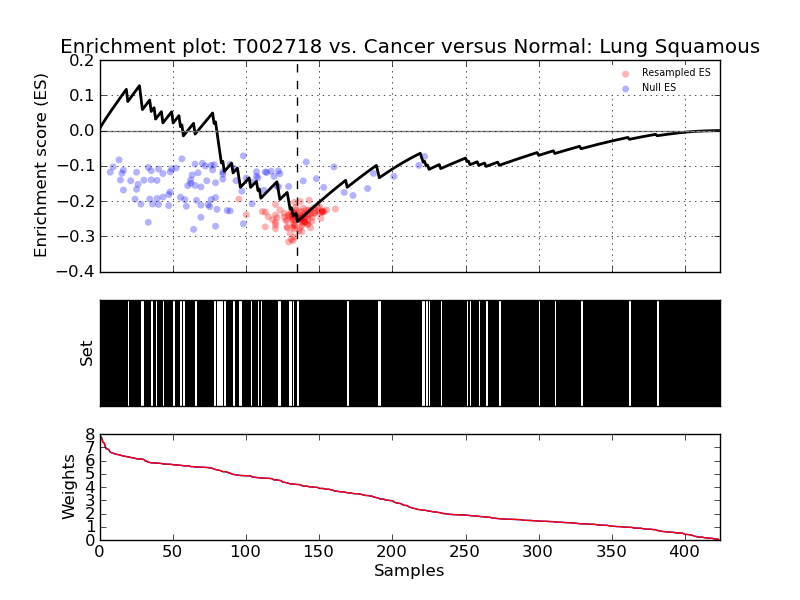 Enrichment plot: T002718 vs. Cancer versus Normal: Lung Squamous
Enrichment score (ES)
0.2
0.1
0.0
−0.1
−0.2
−0.3
−0.4
Resampled ES
Null ES
Set
Weights
8
7
6
5
4
3
2
1
0
0 50 100 150 200 250 300 350 400
Samples